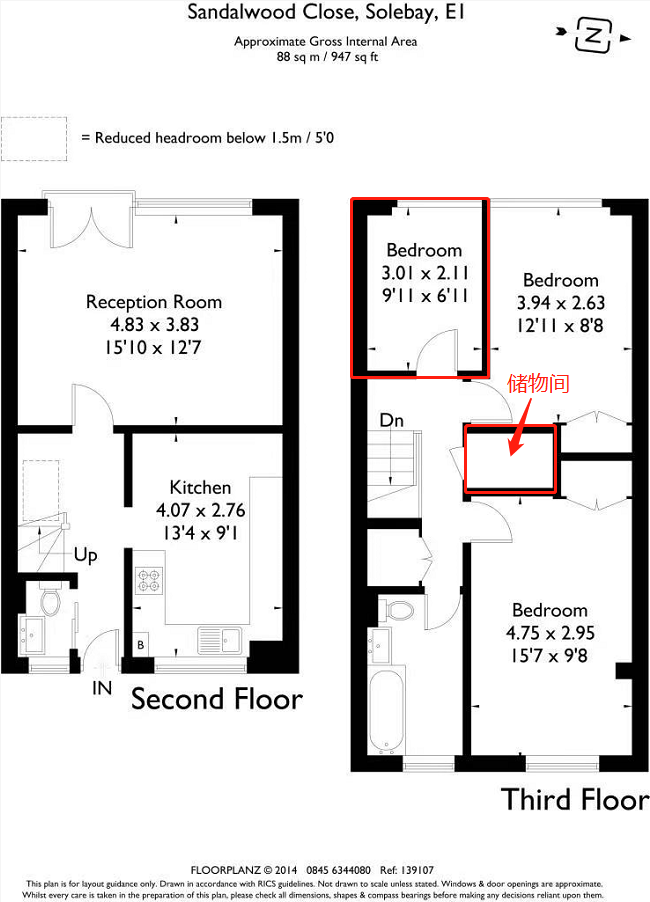 Sandalwood Close, Solebay, E1
Approximate Gross Internal Area
88 sq m / 947 sq ft
N
= Reduced headroom below 1.5m / 5'0
Reception Room
4.83 x 3.83
15'10 x 12'7
Kitchen
4.07 x 2.76
13'4 x 9'1
Up
B
IN
Second Floor
Bedroom
3.01 x 2.11
9'11 x 6'11
Bedroom
3.94 x 2.63
12'11 x 8'8
储物间
Dn
Bedroom
4.75 x 2.95
15'7 x 9'8
Third Floor
FLOORPLANZ © 2014 0845 6344080 Ref: 139107
This plan is for layout guidance only. Drawn in accordance with RICS guidelines. Not drawn to scale unless stated. Windows & door openings are approximate.
Whilst every care is taken in the preparation of this plan, please check all dimensions, shapes & compass bearings before making any decisions reliant upon them.